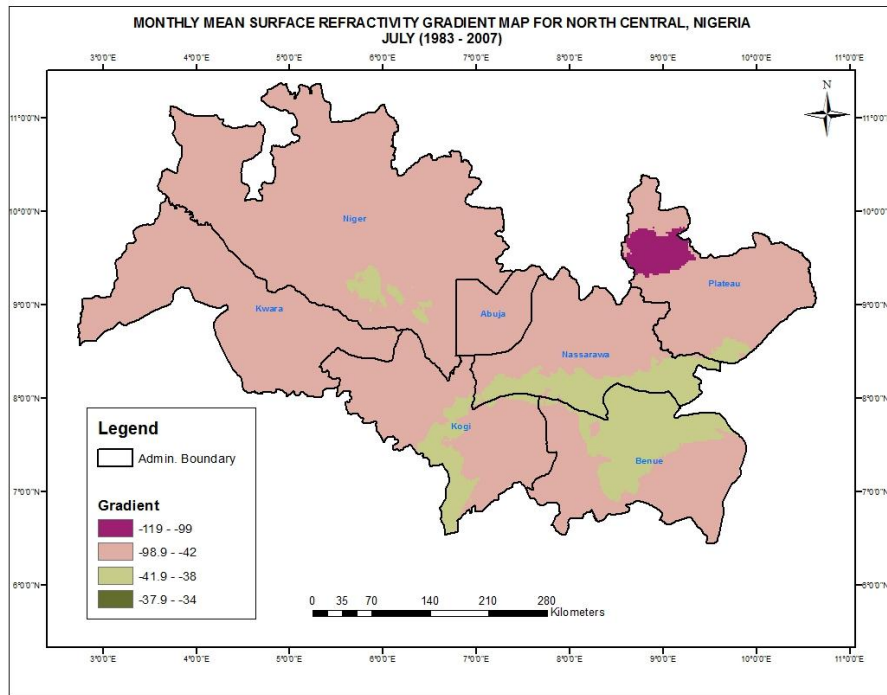 MONTHLY MEAN SURFACE REFRACTIVITY GRADIENT MAP FOR NORTH CENTRAL, NIGERIA
JULY (1983 - 2007)
3°0'0"E 4°0'0"E 5°0'0"E 6°0'0"E 7°0'0"E 8°0'0"E 9°0'0"E 10°0'0"E 11°0'0"E
N
11°0'0"N 11°0'0"N
10°0'0"N 10°0'0"N
Niger
9°0'0"N 9°0'0"N
Plateau
Kwara
Abuja
Nassarawa
8°0'0"N 8°0'0"N
Kogi
Benue
7°0'0"N 7°0'0"N
6°0'0"N 6°0'0"N
Legend
Admin. Boundary
Gradient
-119 - -99
-98.9 - -42
-41.9 - -38
-37.9 - -34
0 35 70 140 210 280
Kilometers
3°0'0"E 4°0'0"E 5°0'0"E 6°0'0"E 7°0'0"E 8°0'0"E 9°0'0"E 10°0'0"E 11°0'0"E